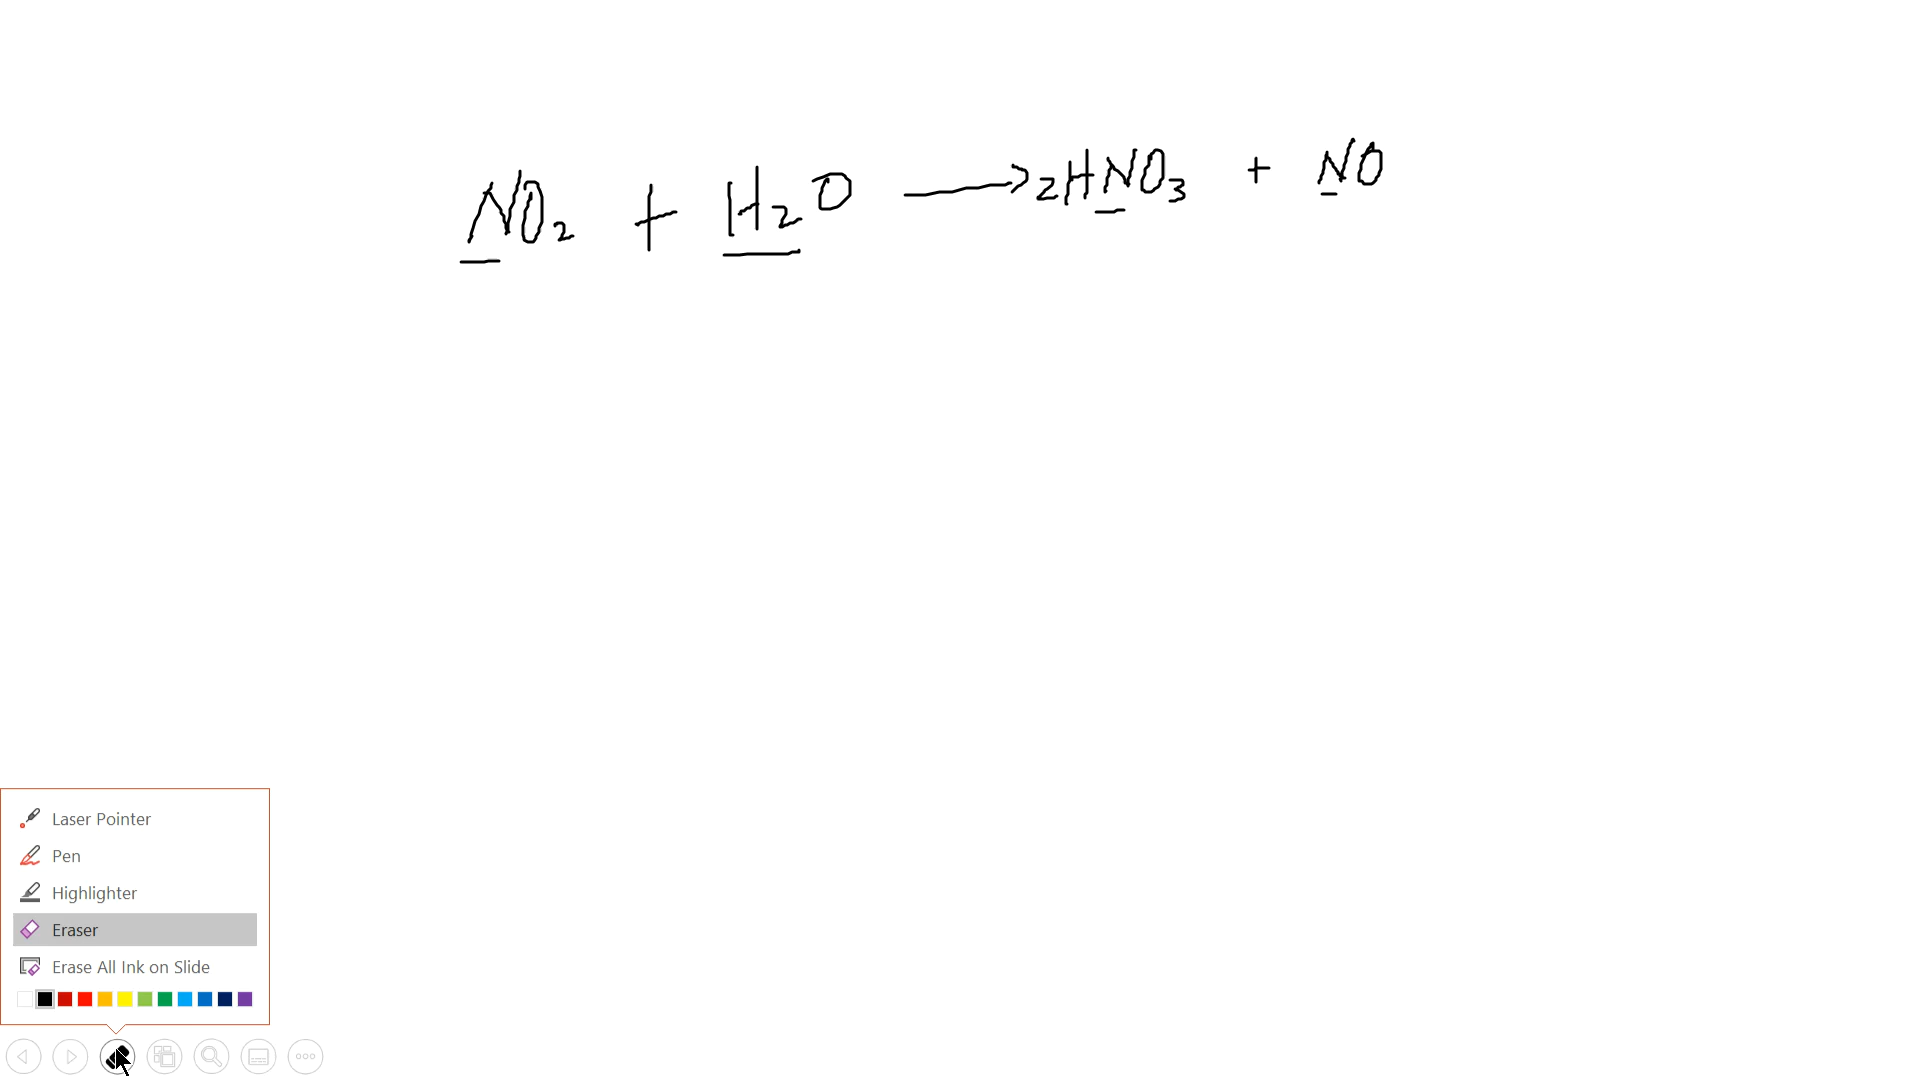 NO₂ + H₂O ⟶ 2HNO₃ + NO
Laser Pointer
Pen
Highlighter
Eraser
Erase All Ink on Slide